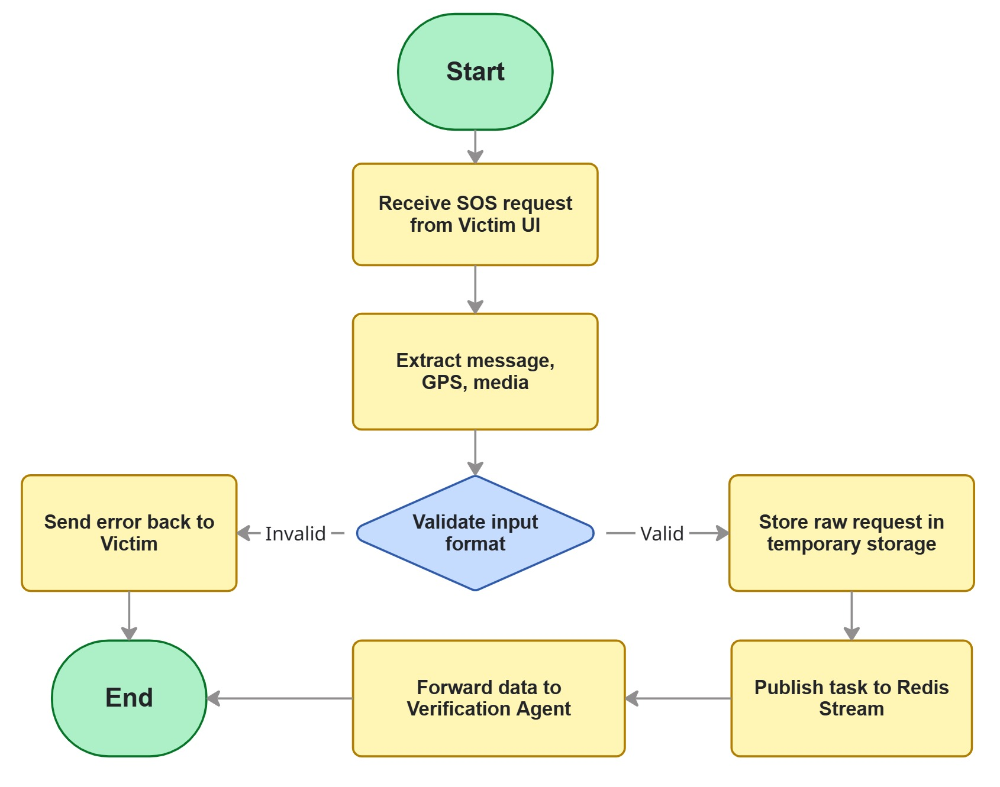 Start
Receive SOS request
from Victim UI
Extract message,
GPS, media
Send error back to
Victim
Invalid
Validate input
format
Valid
Store raw request in
temporary storage
End
Forward data to
Verification Agent
Publish task to Redis
Stream